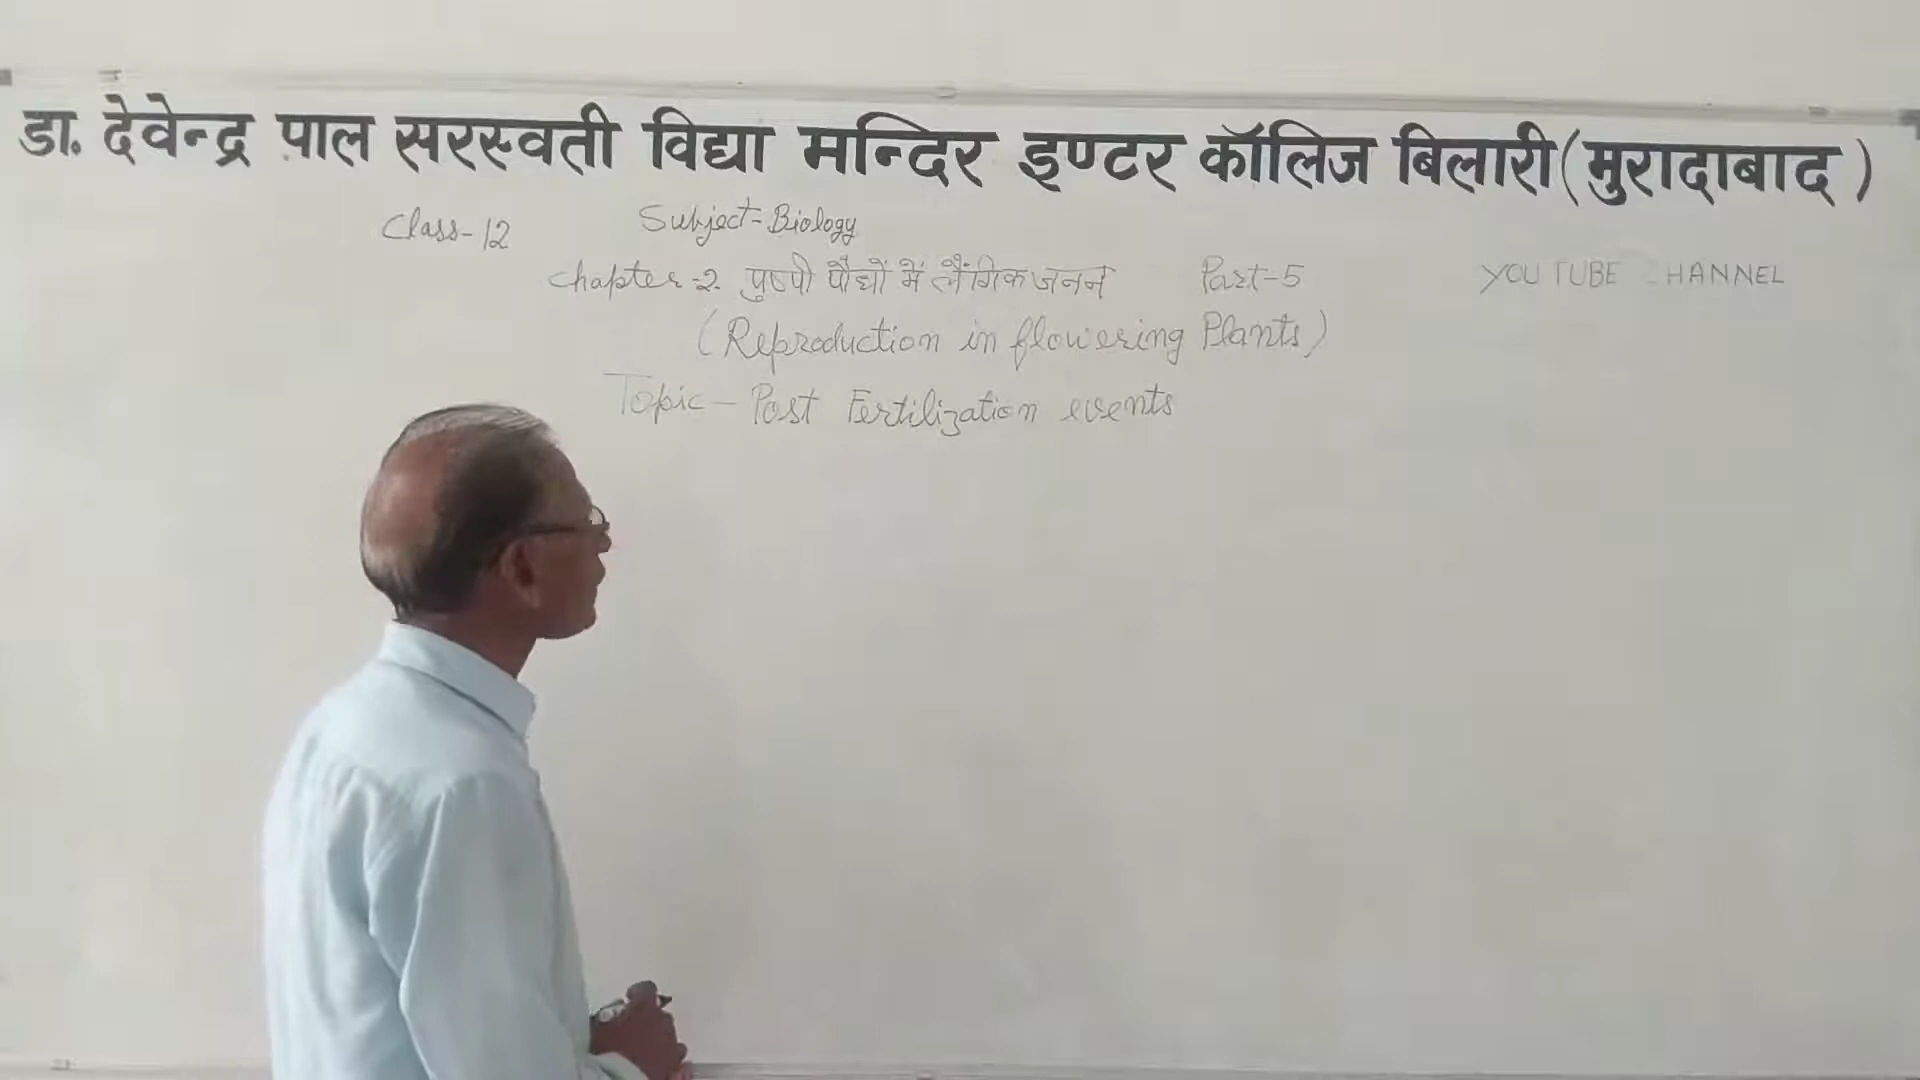 डा. देवेन्द्र पाल सरस्वती विद्या मन्दिर इण्टर कॉलिज बिलारी (मुरादाबाद)
Class-12 Subject-Biology
Chapter-2. पुष्पी पौधों में लैंगिक जनन Part-5 YOU TUBE CHANNEL
(Reproduction in flowering Plants)
Topic - Post Fertilization events